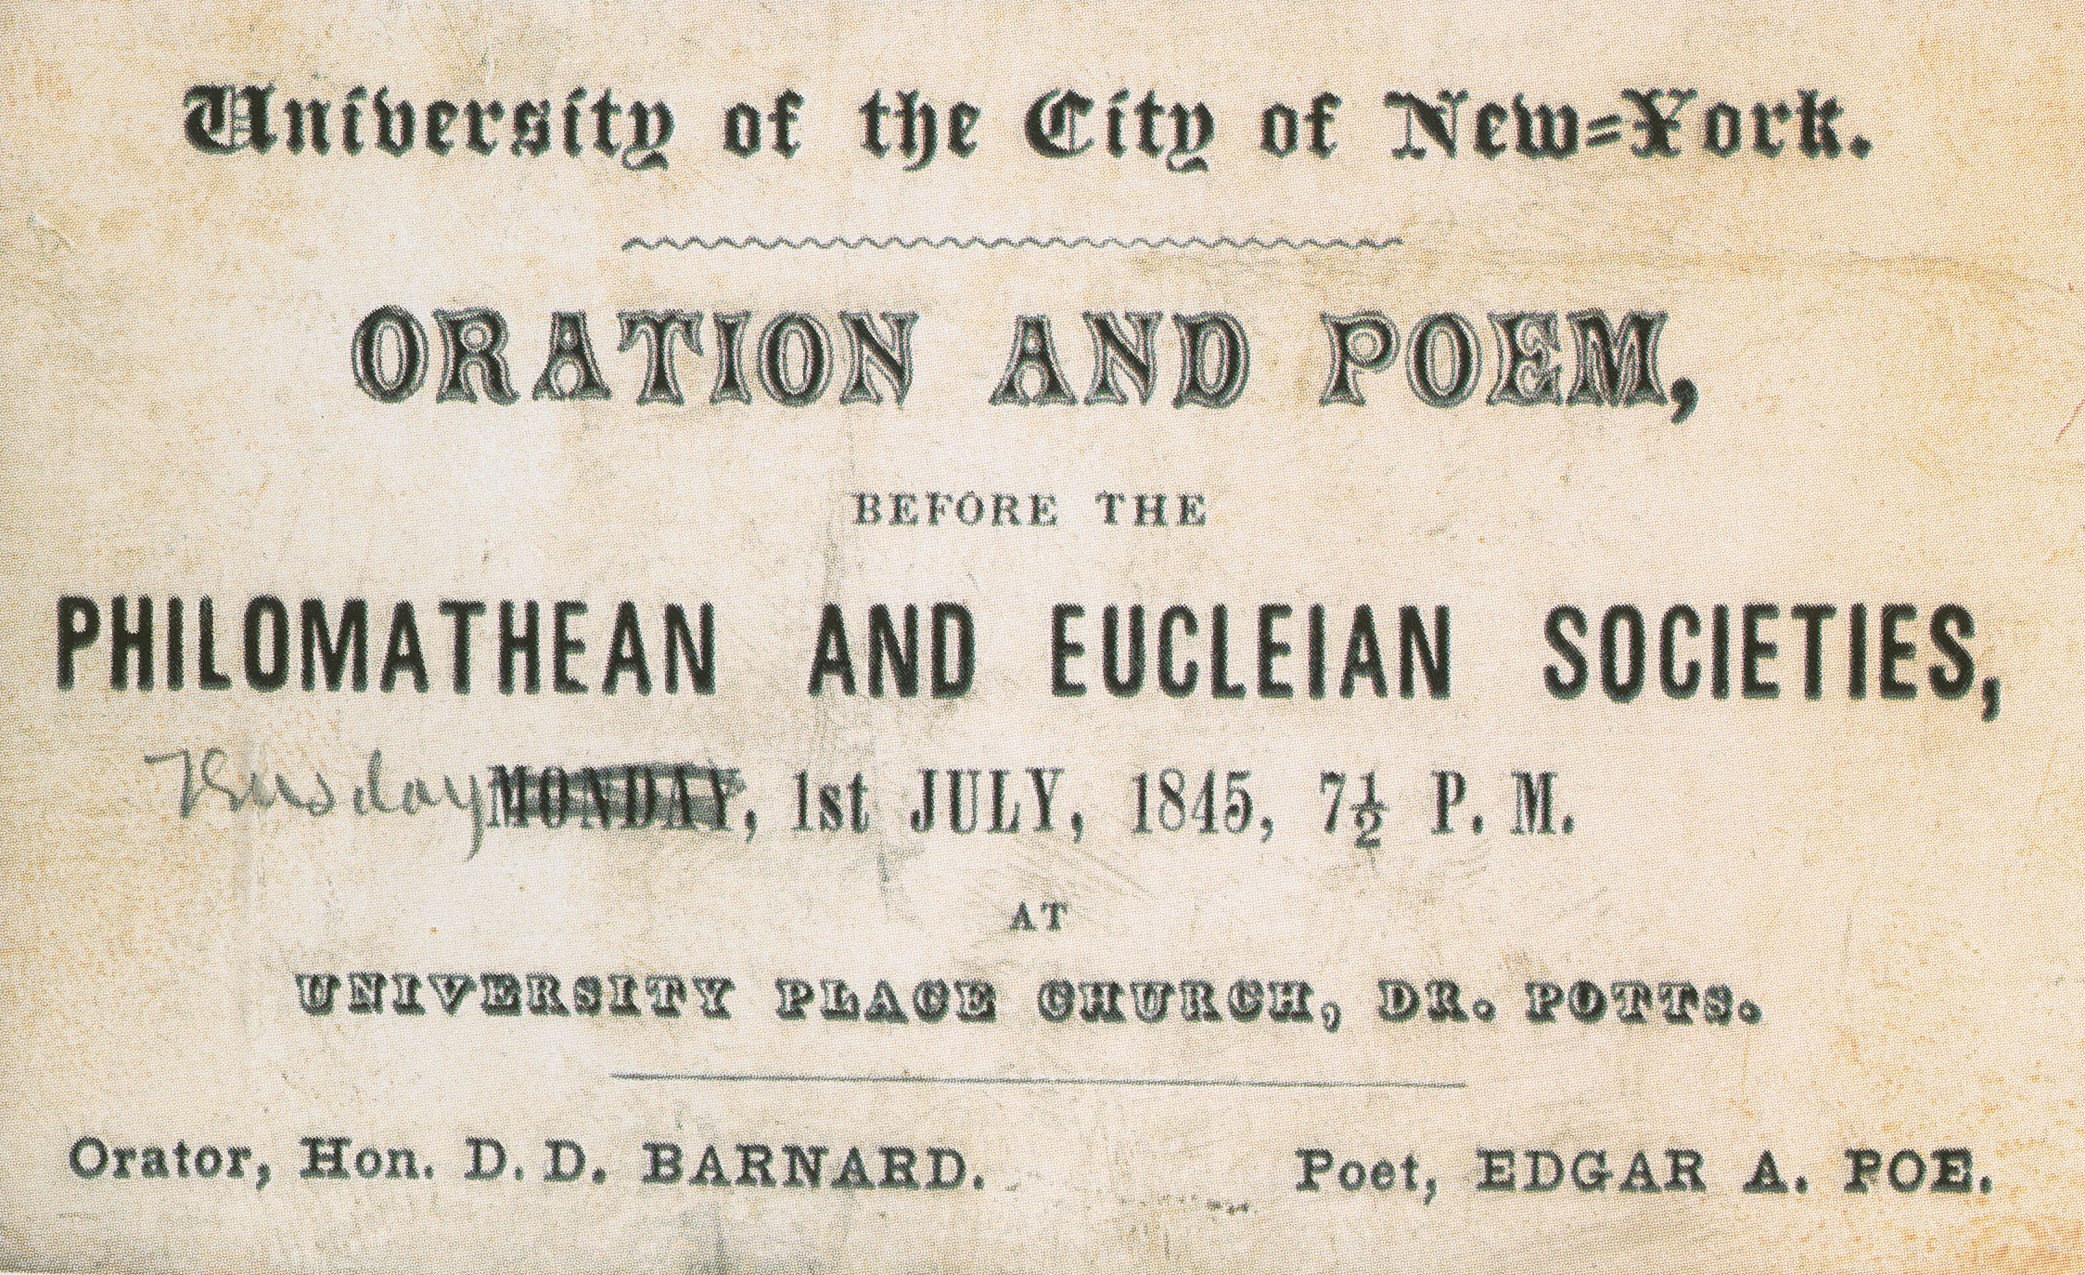 University of the City of New=York.
ORATION AND POEM,
BEFORE THE
PHILOMATHEAN AND EUCLEIAN SOCIETIES,
Tuesday MONDAY, 1st JULY, 1845, 7½ P. M.
AT
UNIVERSITY PLACE CHURCH, DR. POTTS.
Orator, Hon. D. D. BARNARD. Poet, EDGAR A. POE.